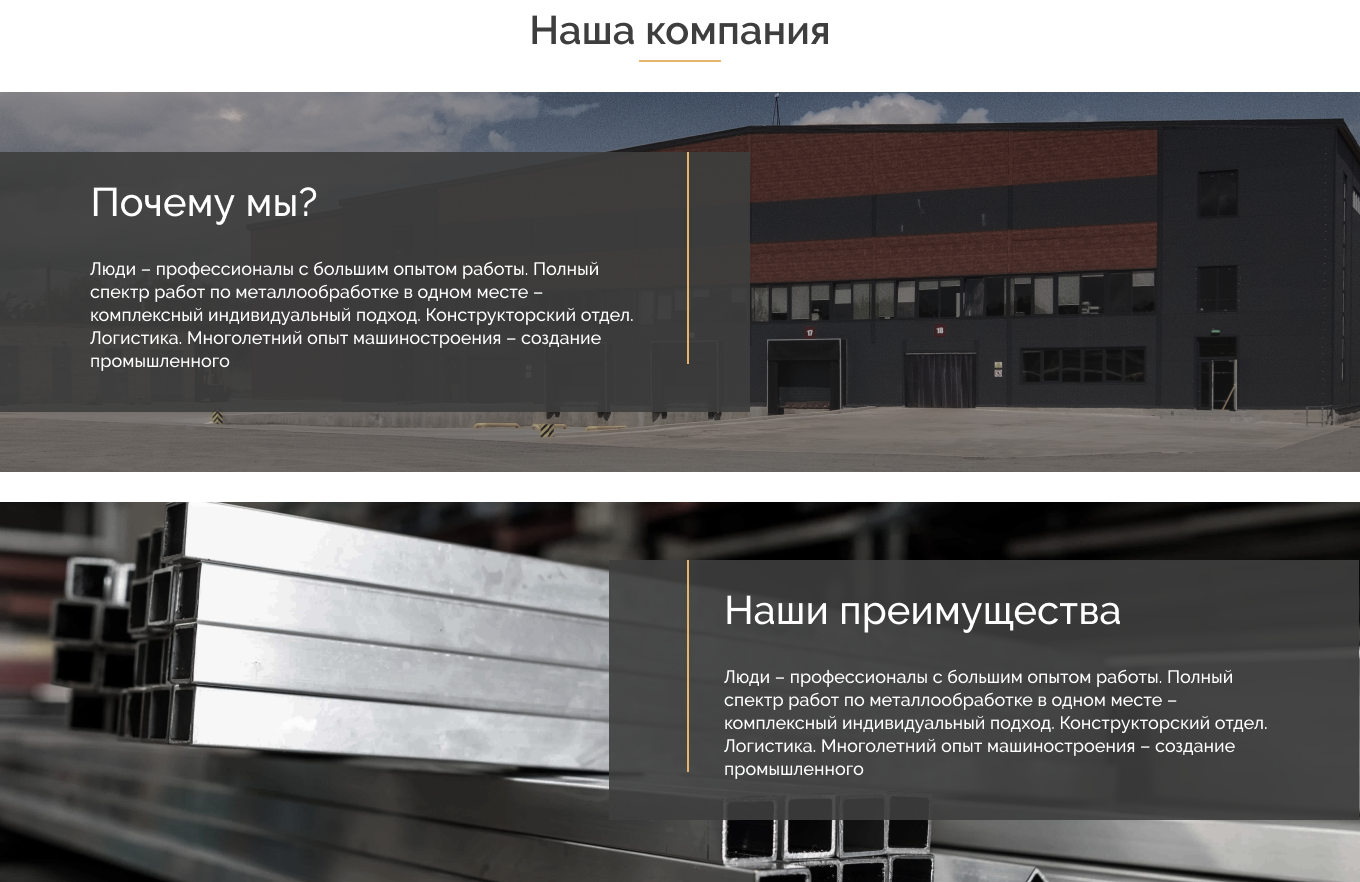 Наша компания
Почему мы?
Люди – профессионалы с большим опытом работы. Полный
спектр работ по металлообработке в одном месте –
комплексный индивидуальный подход. Конструкторский отдел.
Логистика. Многолетний опыт машиностроения – создание
промышленного
17
18
Наши преимущества
Люди – профессионалы с большим опытом работы. Полный
спектр работ по металлообработке в одном месте –
комплексный индивидуальный подход. Конструкторский отдел.
Логистика. Многолетний опыт машиностроения – создание
промышленного